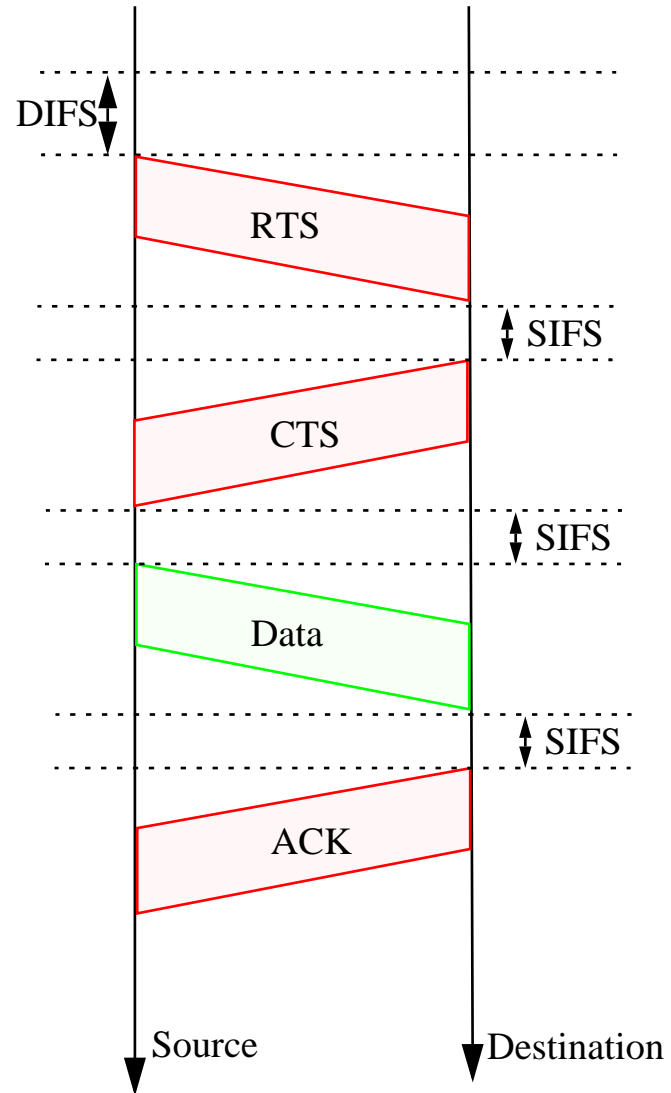 DIFS
RTS
SIFS
CTS
SIFS
Data
SIFS
ACK
Source
Destination